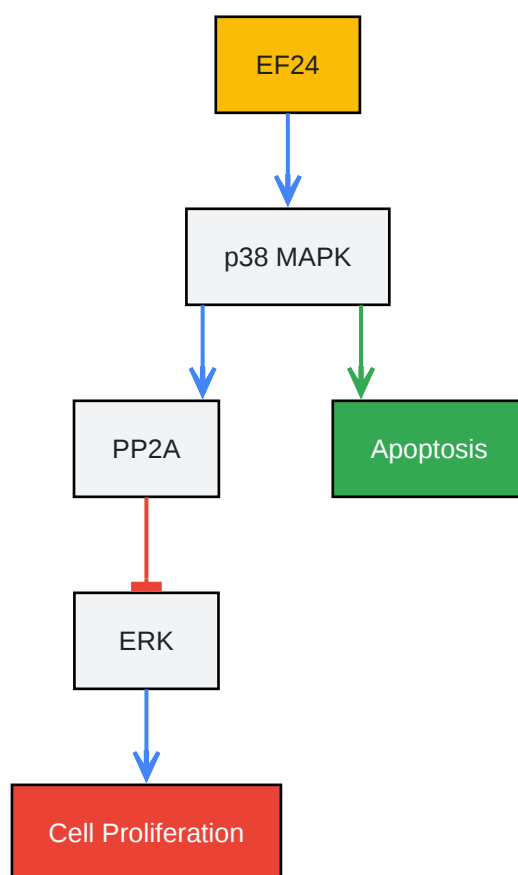 EF24
p38 MAPK
PP2A
Apoptosis
ERK
Cell Proliferation